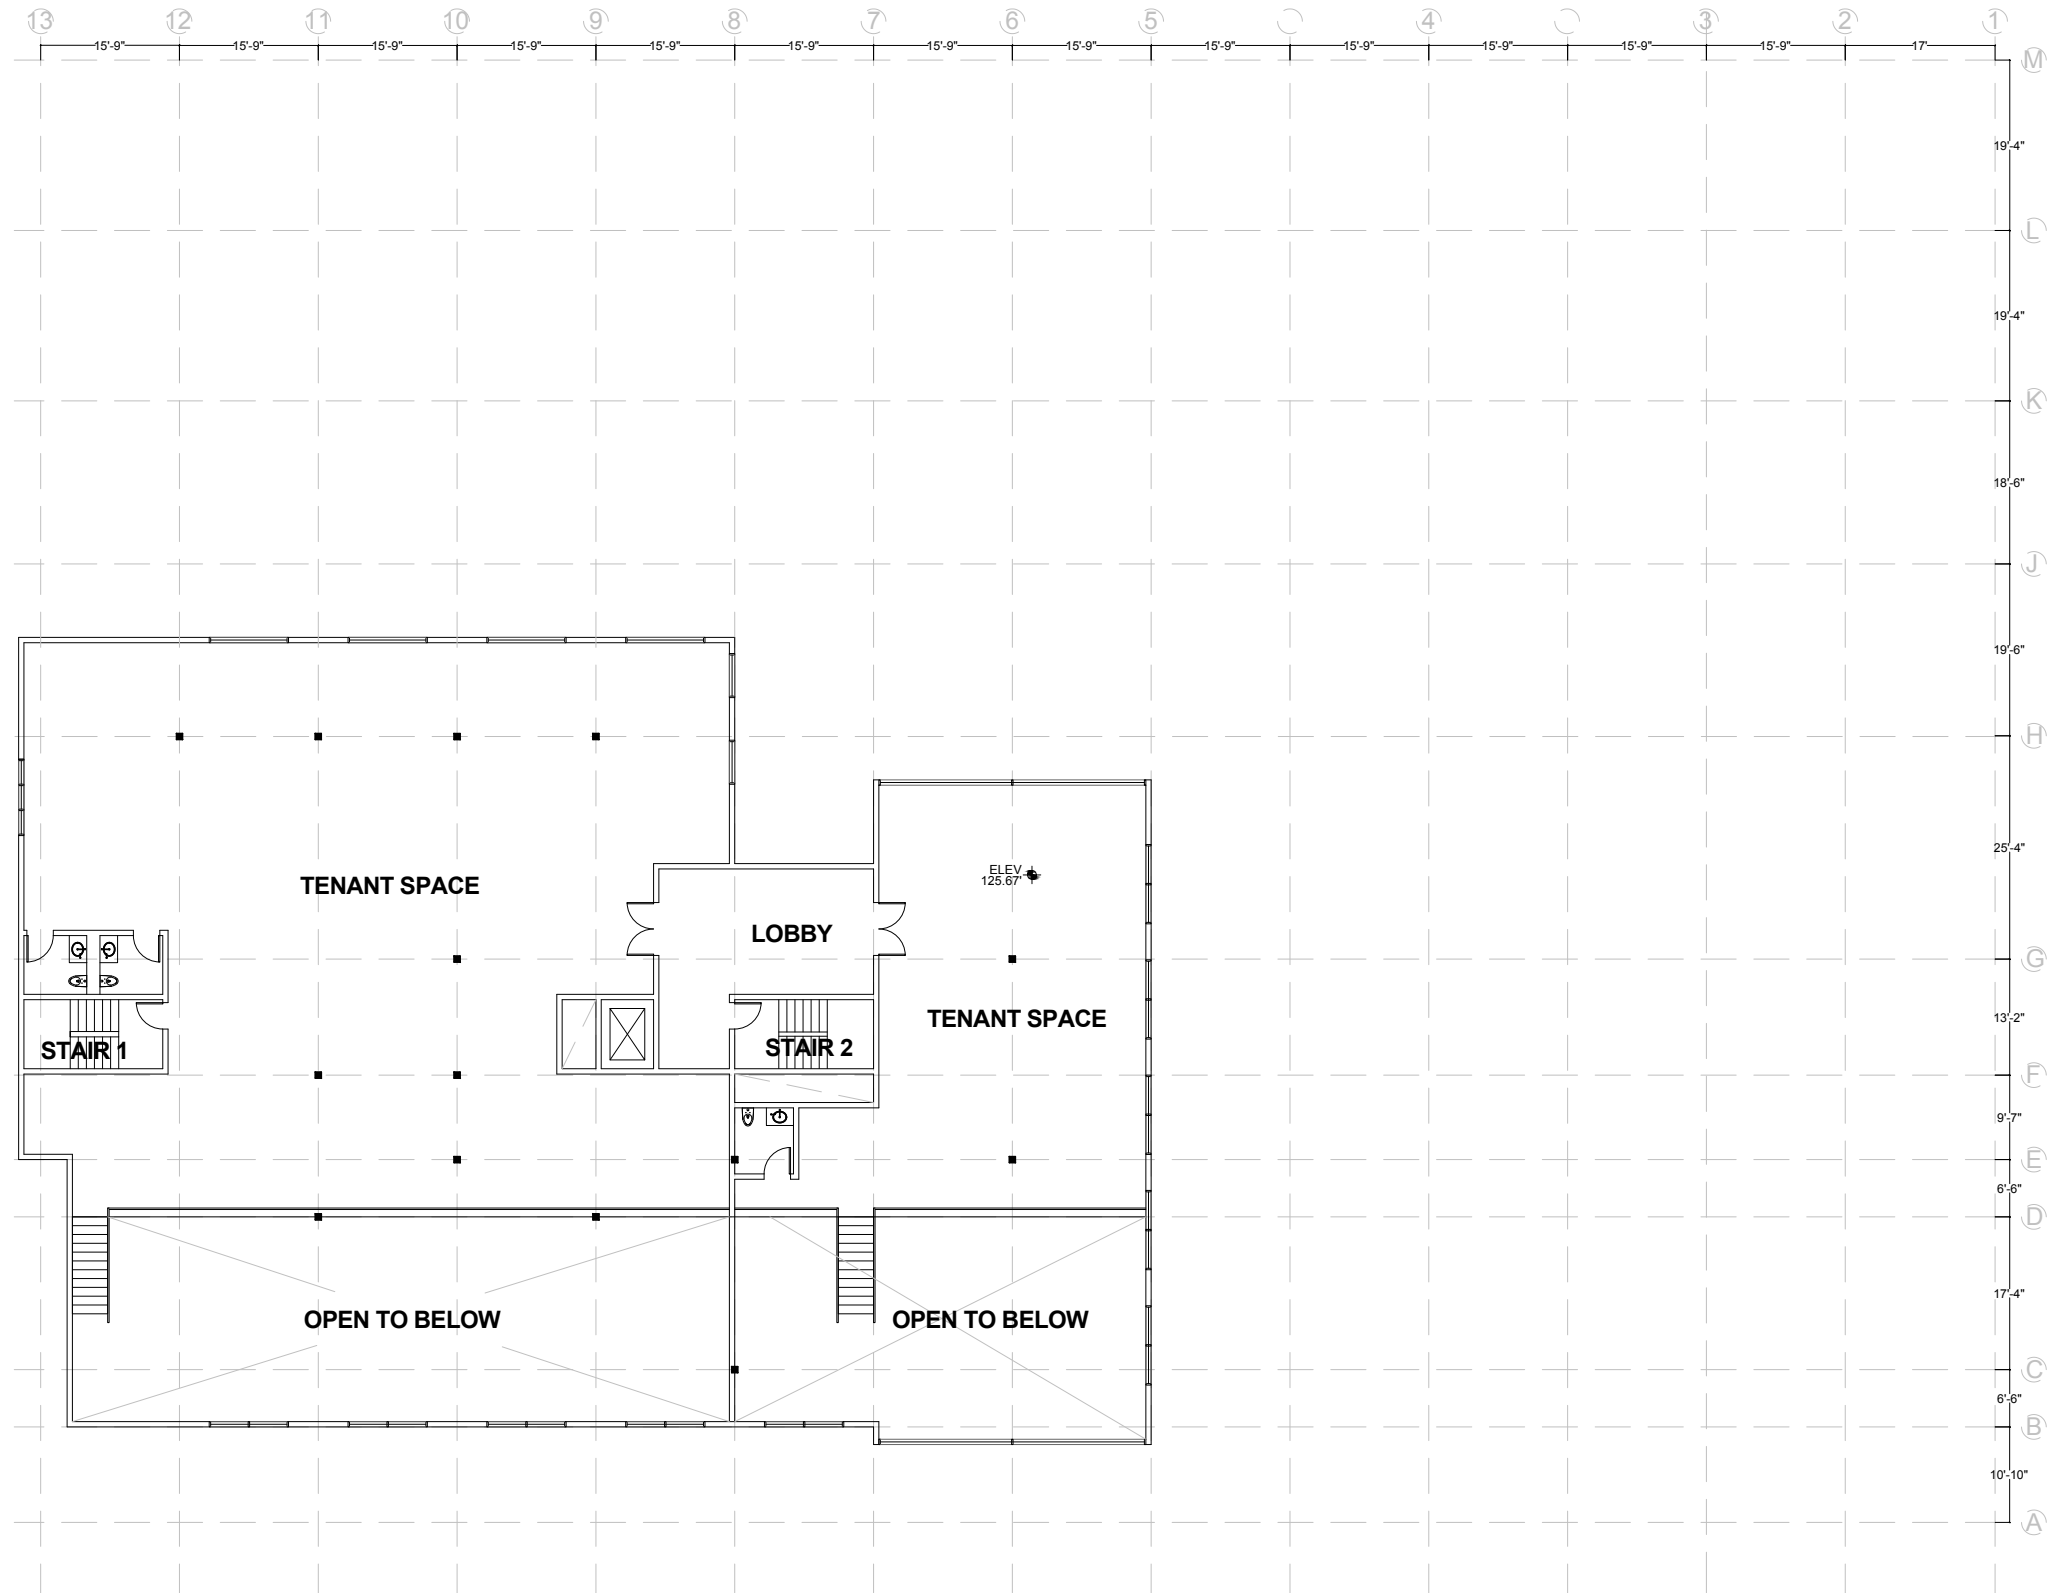 13 12 11 10 9 8 7 6 5 4 3 2 1
15'-9" 15'-9" 15'-9" 15'-9" 15'-9" 15'-9" 15'-9" 15'-9" 15'-9" 15'-9" 15'-9" 15'-9" 15'-9" 17'
M
19'-4"
L
19'-4"
K
18'-6"
J
19'-6"
H
25'-4"
TENANT SPACE
ELEV
125.67'
LOBBY
G
TENANT SPACE
13'-2"
STAIR 1
STAIR 2
F
9'-7"
E
6'-6"
D
17'-4"
OPEN TO BELOW
OPEN TO BELOW
C
6'-6"
B
10'-10"
A